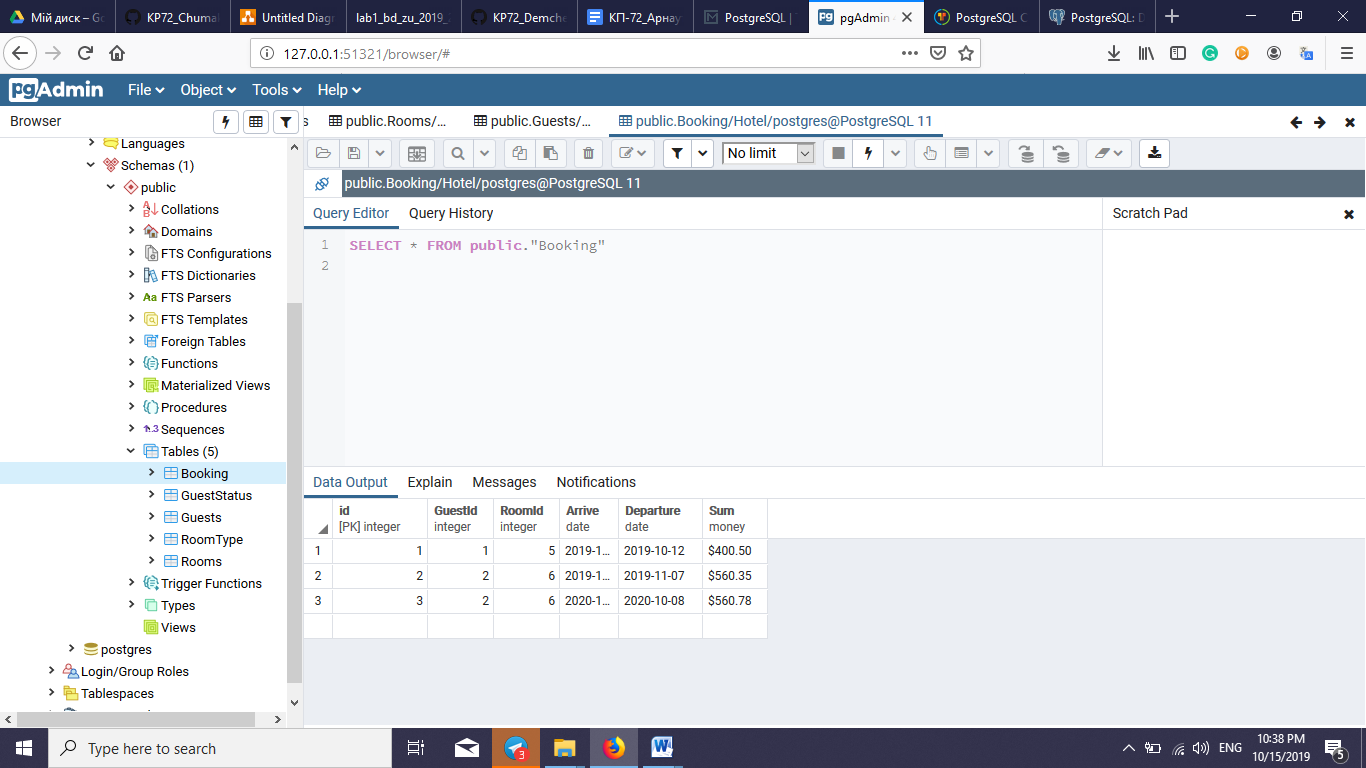 Мій диск – Go
KP72_Chumal
Untitled Diagr
lab1_bd_zu_2019_
KP72_Demche
КП-72_Арнау
PostgreSQL |
pgAdmin
PostgreSQL C
PostgreSQL: D
127.0.0.1:51321/browser/#
pgAdmin File Object Tools Help
Browser
s public.Rooms/... public.Guests/... public.Booking/Hotel/postgres@PostgreSQL 11
No limit
public.Booking/Hotel/postgres@PostgreSQL 11
Query Editor Query History
Scratch Pad
1 SELECT * FROM public."Booking"
2
Languages
Schemas (1)
public
Collations
Domains
FTS Configurations
FTS Dictionaries
Aa FTS Parsers
FTS Templates
Foreign Tables
Functions
Materialized Views
Procedures
1..3 Sequences
Tables (5)
Booking
GuestStatus
Guests
RoomType
Rooms
Trigger Functions
Types
Views
postgres
Login/Group Roles
Tablespaces
Data Output Explain Messages Notifications
id GuestId RoomId Arrive Departure Sum
[PK] integer integer integer date date money
1 1 1 5 2019-1... 2019-10-12 $400.50
2 2 2 6 2019-1... 2019-11-07 $560.35
3 3 2 6 2020-1... 2020-10-08 $560.78
Type here to search
3
ENG
10:38 PM
10/15/2019
5